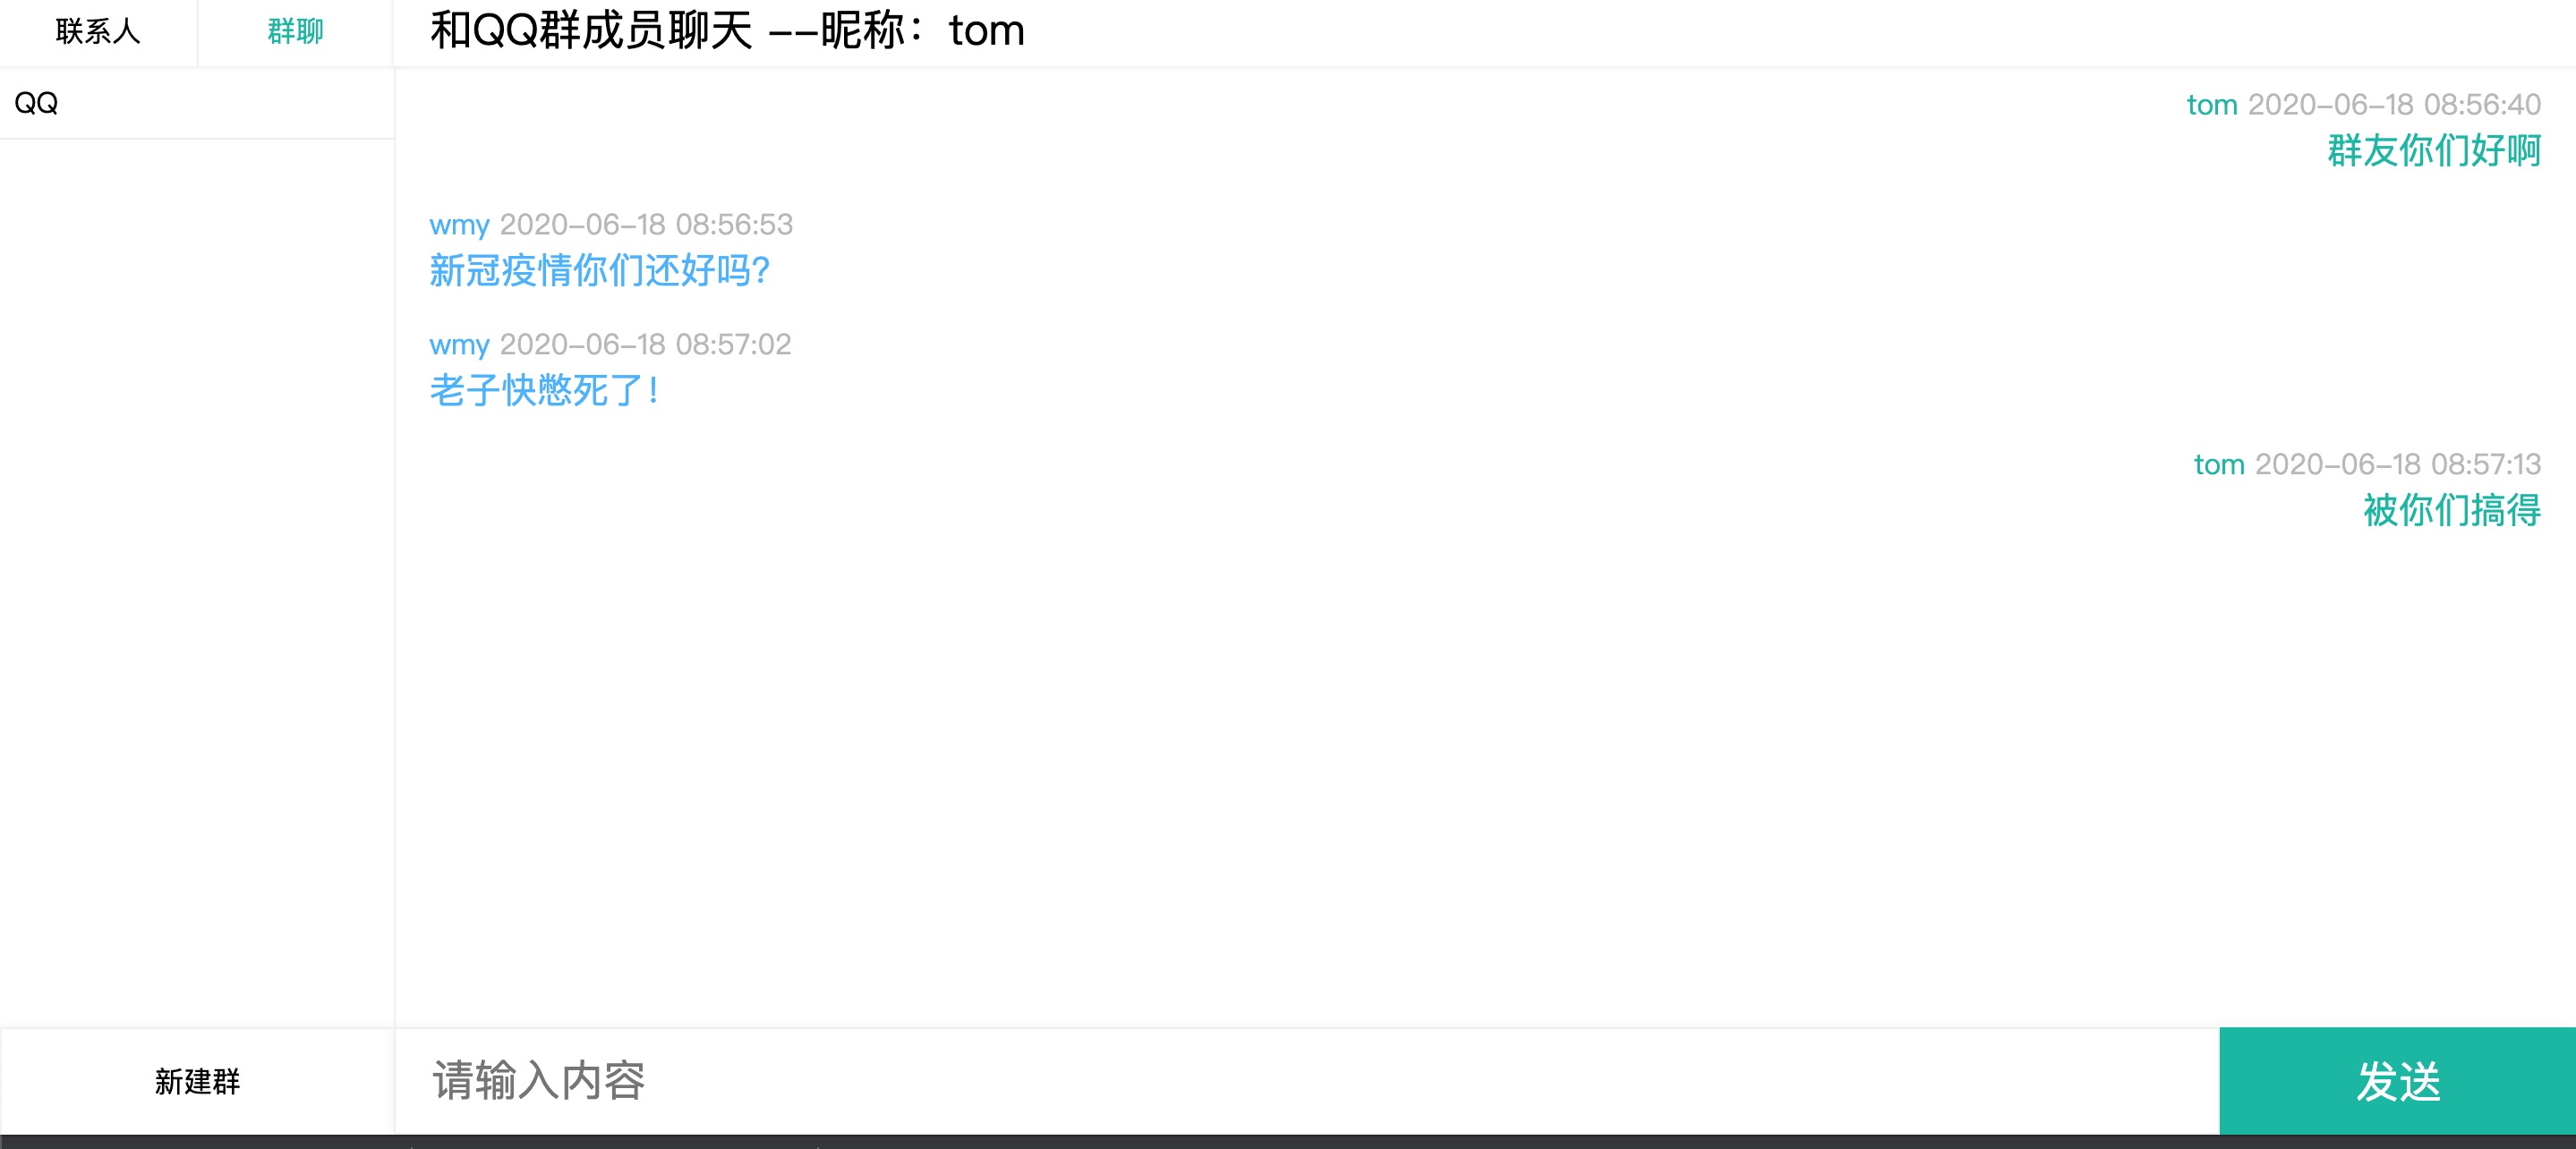 联系人 群聊 和QQ群成员聊天 --昵称：tom
QQ
tom 2020-06-18 08:56:40
群友你们好啊
wmy 2020-06-18 08:56:53
新冠疫情你们还好吗？
wmy 2020-06-18 08:57:02
老子快憋死了！
tom 2020-06-18 08:57:13
被你们搞得
新建群 请输入内容 发送